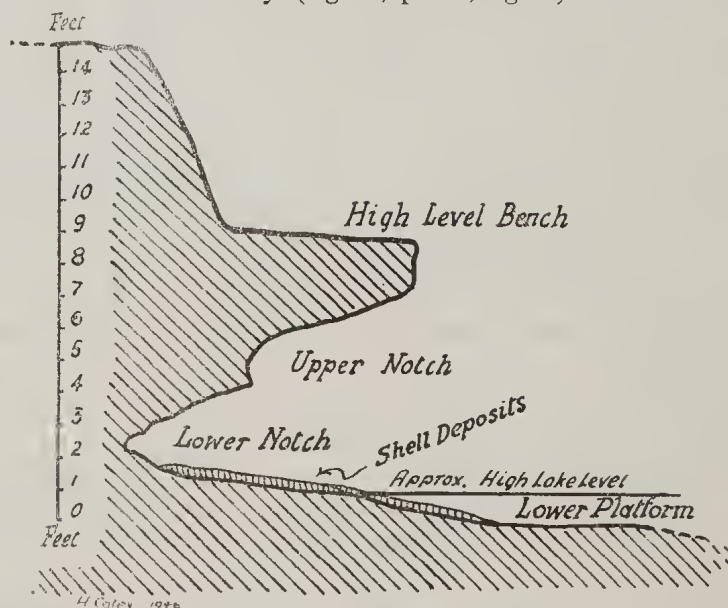 Feet
14
13
12
11
10
9
High Level Bench
8
7
6
5
Upper Notch
4
3
Lower Notch
Shell Deposits
2
Approx. High Lake Level
1
0
Lower Platform
Feet